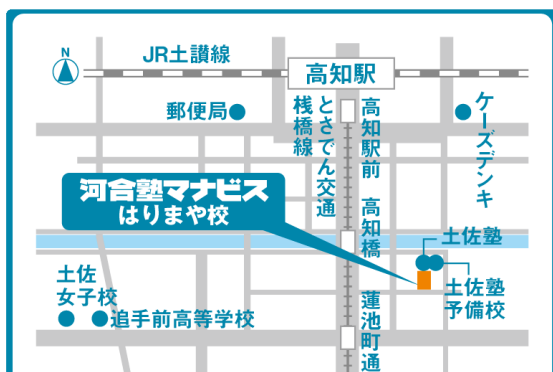 N
JR土讃線
高知駅
郵便局
とさでん交通
桟橋線
高知駅前
ケーズデンキ
河合塾マナビス
はりまや校
高知橋
土佐塾
土佐塾
予備校
土佐
女子校
追手前高等学校
蓮池町通